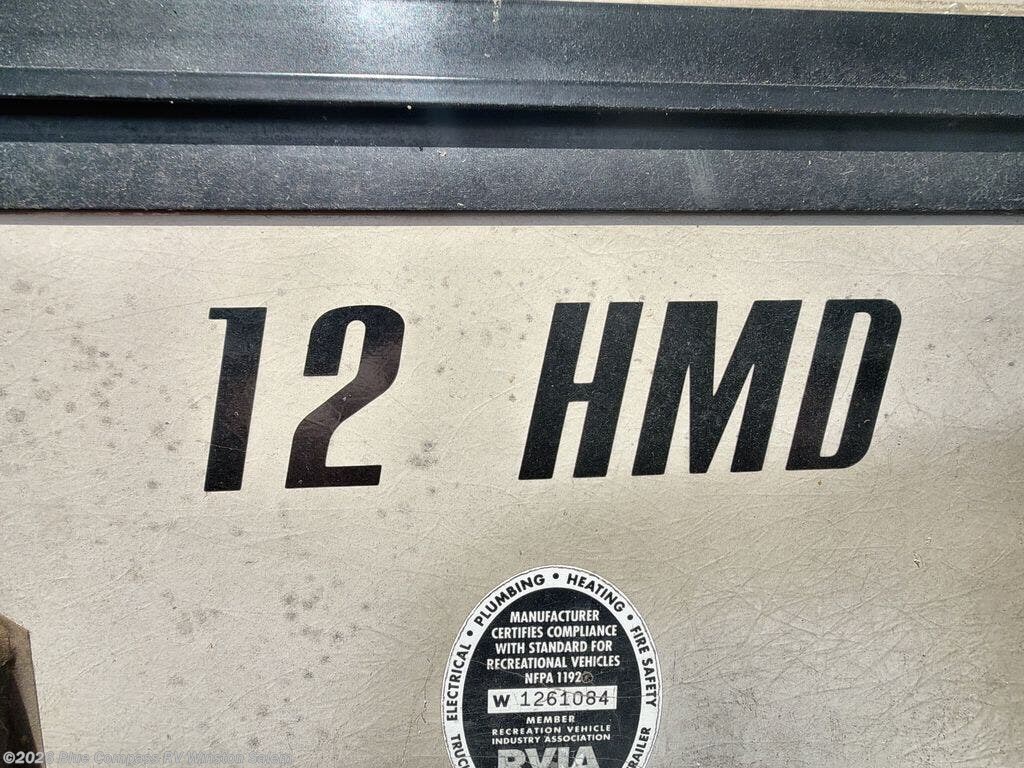 12 HMD
ELECTRICAL • PLUMBING • HEATING • FIRE SAFETY
MANUFACTURER
CERTIFIES COMPLIANCE
WITH STANDARD FOR
RECREATIONAL VEHICLES
NFPA 1192
W 1261084
MEMBER
RECREATION VEHICLE
INDUSTRY ASSOCIATION
RVIA